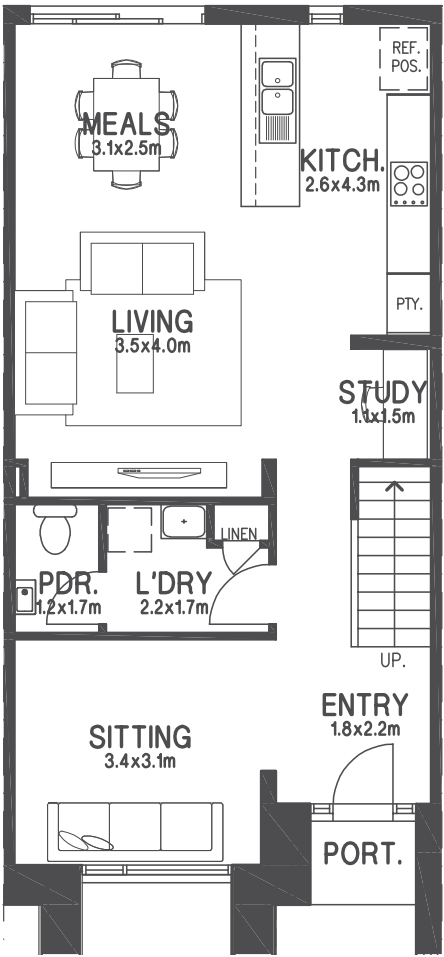 REF.
POS.
MEALS
3.1x2.5m
KITCH.
2.6x4.3m
PTY.
LIVING
3.5x4.0m
STUDY
1.1x1.5m
LINEN
PDR.
1.2x1.7m
L'DRY
2.2x1.7m
UP.
ENTRY
1.8x2.2m
SITTING
3.4x3.1m
PORT.